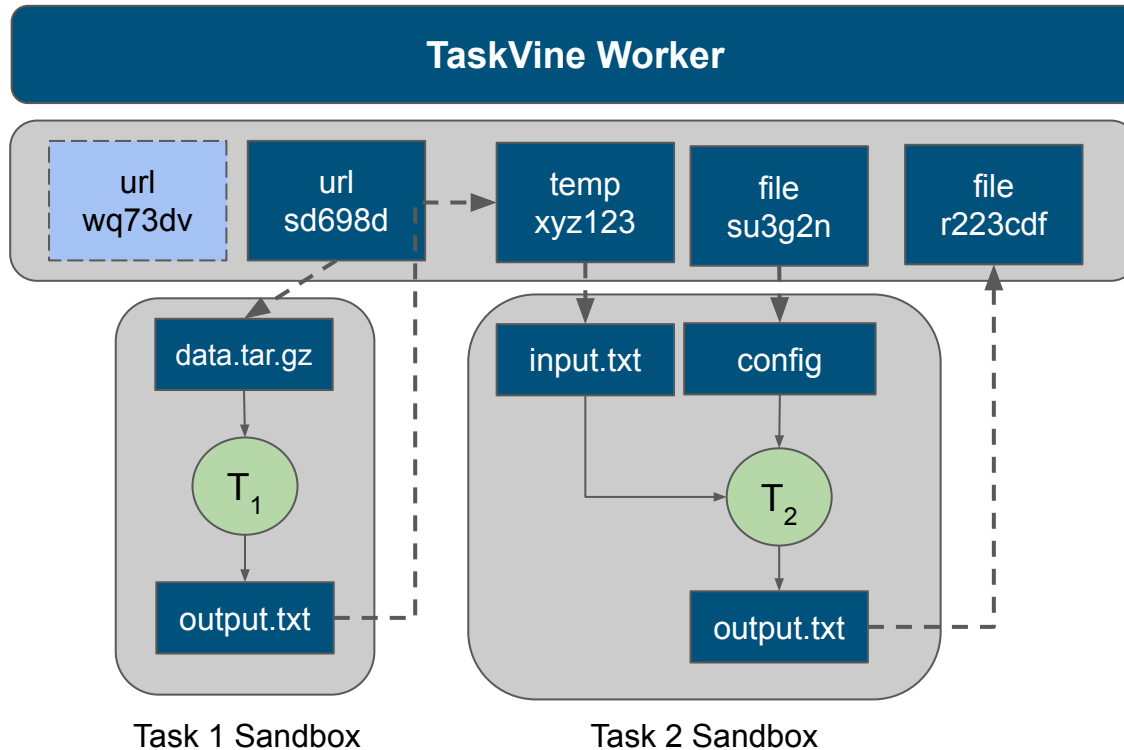 TaskVine Worker
url
wq73dv
url
sd698d
temp
xyz123
file
su3g2n
file
r223cdf
data.tar.gz
T1
output.txt
input.txt
config
T2
output.txt
Task 1 Sandbox
Task 2 Sandbox